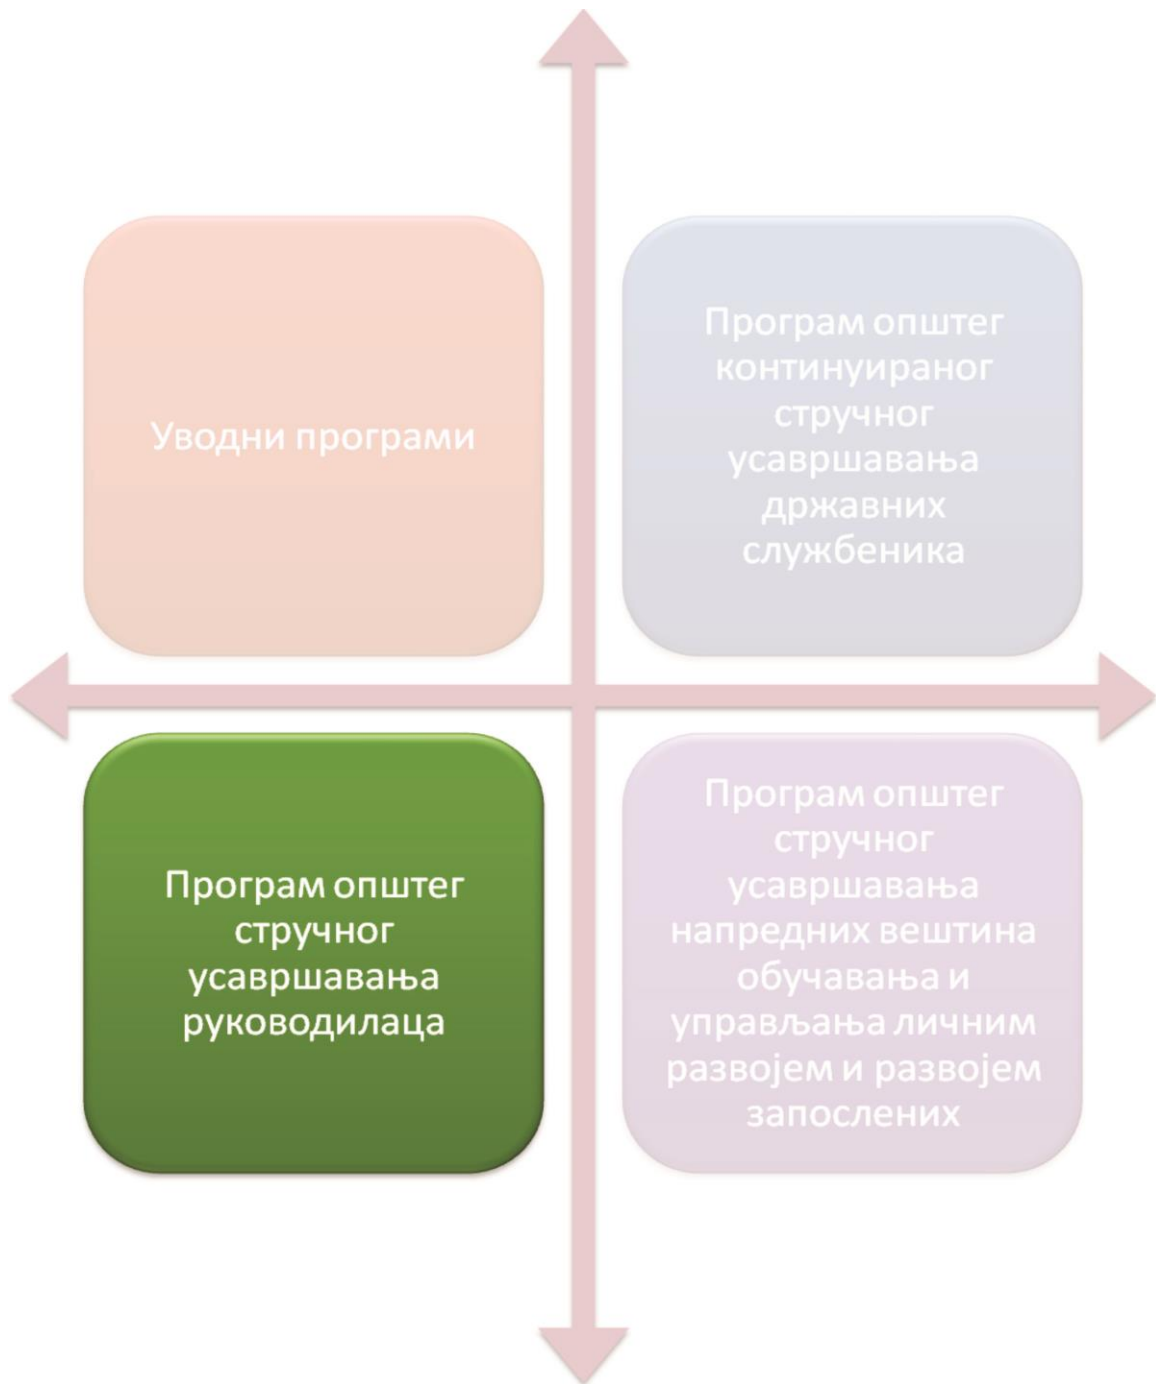 Уводни програми
Програм општег
континуираног
стручног
усавршавања
државних
службеника
Програм општег
стручног
усавршавања
руководилаца
Програм општег
стручног
усавршавања
напредних вештина
обучавања и
управљања личним
развојем и развојем
запослених